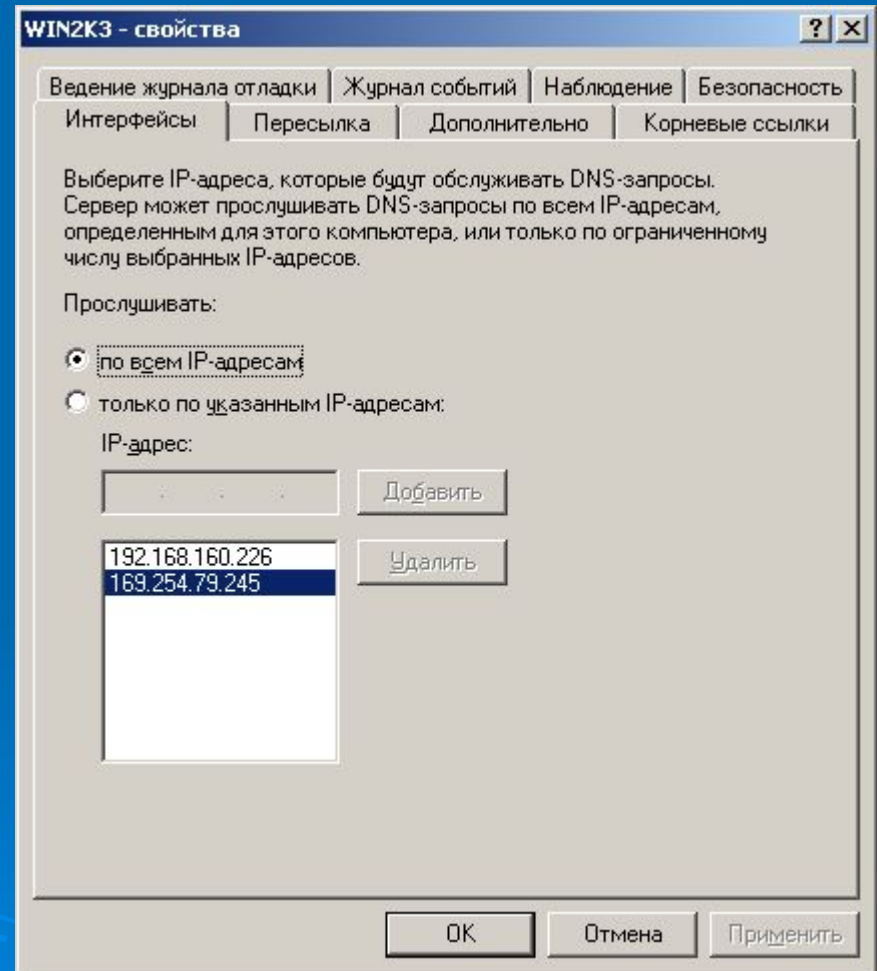 WIN2K3 - свойства
Ведение журнала отладки Журнал событий Наблюдение Безопасность
Интерфейсы Пересылка Дополнительно Корневые ссылки
Выберите IP-адреса, которые будут обслуживать DNS-запросы.
Сервер может прослушивать DNS-запросы по всем IP-адресам,
определенным для этого компьютера, или только по ограниченному
числу выбранных IP-адресов.
Прослушивать:
по всем IP-адресам
только по указанным IP-адресам:
IP-адрес:
Добавить
192.168.160.226
Удалить
169.254.79.245
OK Отмена Применить